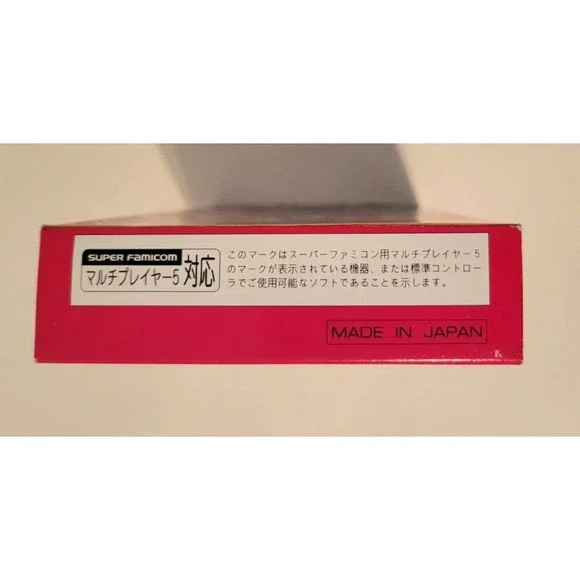 SUPER FAMICOM
マルチプレイヤー5 対応
このマークはスーパーファミコン用マルチプレイヤー5
のマークが表示されている機器、または標準コントロー
ラでご使用可能なソフトであることを示します。
MADE IN JAPAN